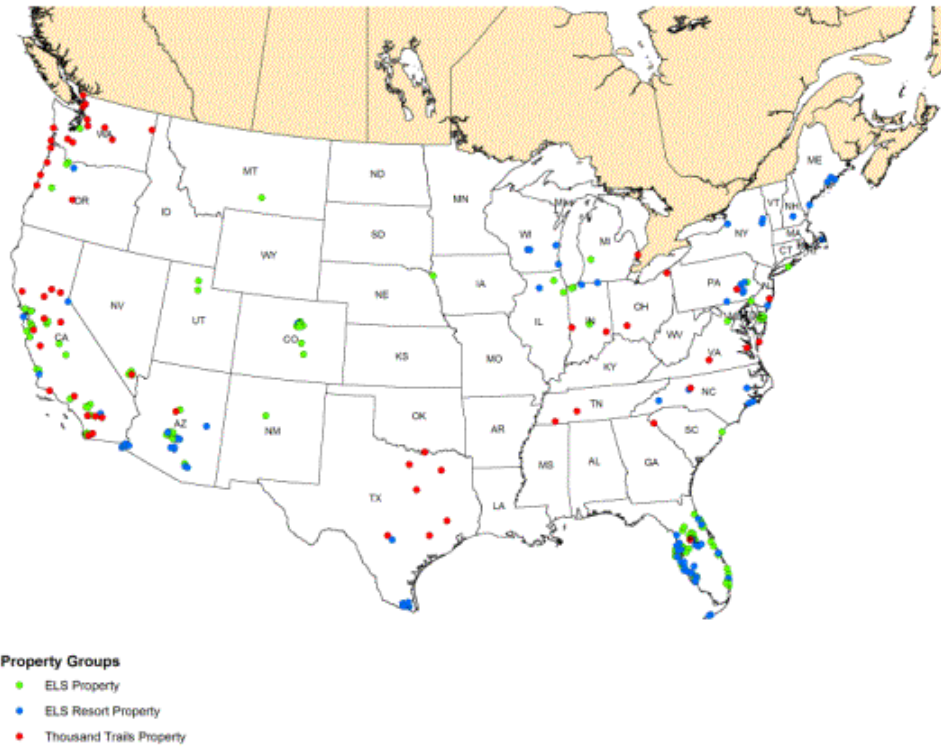 WA
MT
ND
MN
ME
OR
ID
SD
WI
MI
VT
NH
NY
MA
CT
WY
IA
PA
NV
NE
OH
UT
IL
IN
CA
CO
WV
KS
MO
VA
KY
NC
TN
OK
AZ
NM
AR
SC
MS
AL
GA
TX
LA
Property Groups
ELS Property
ELS Resort Property
Thousand Trails Property